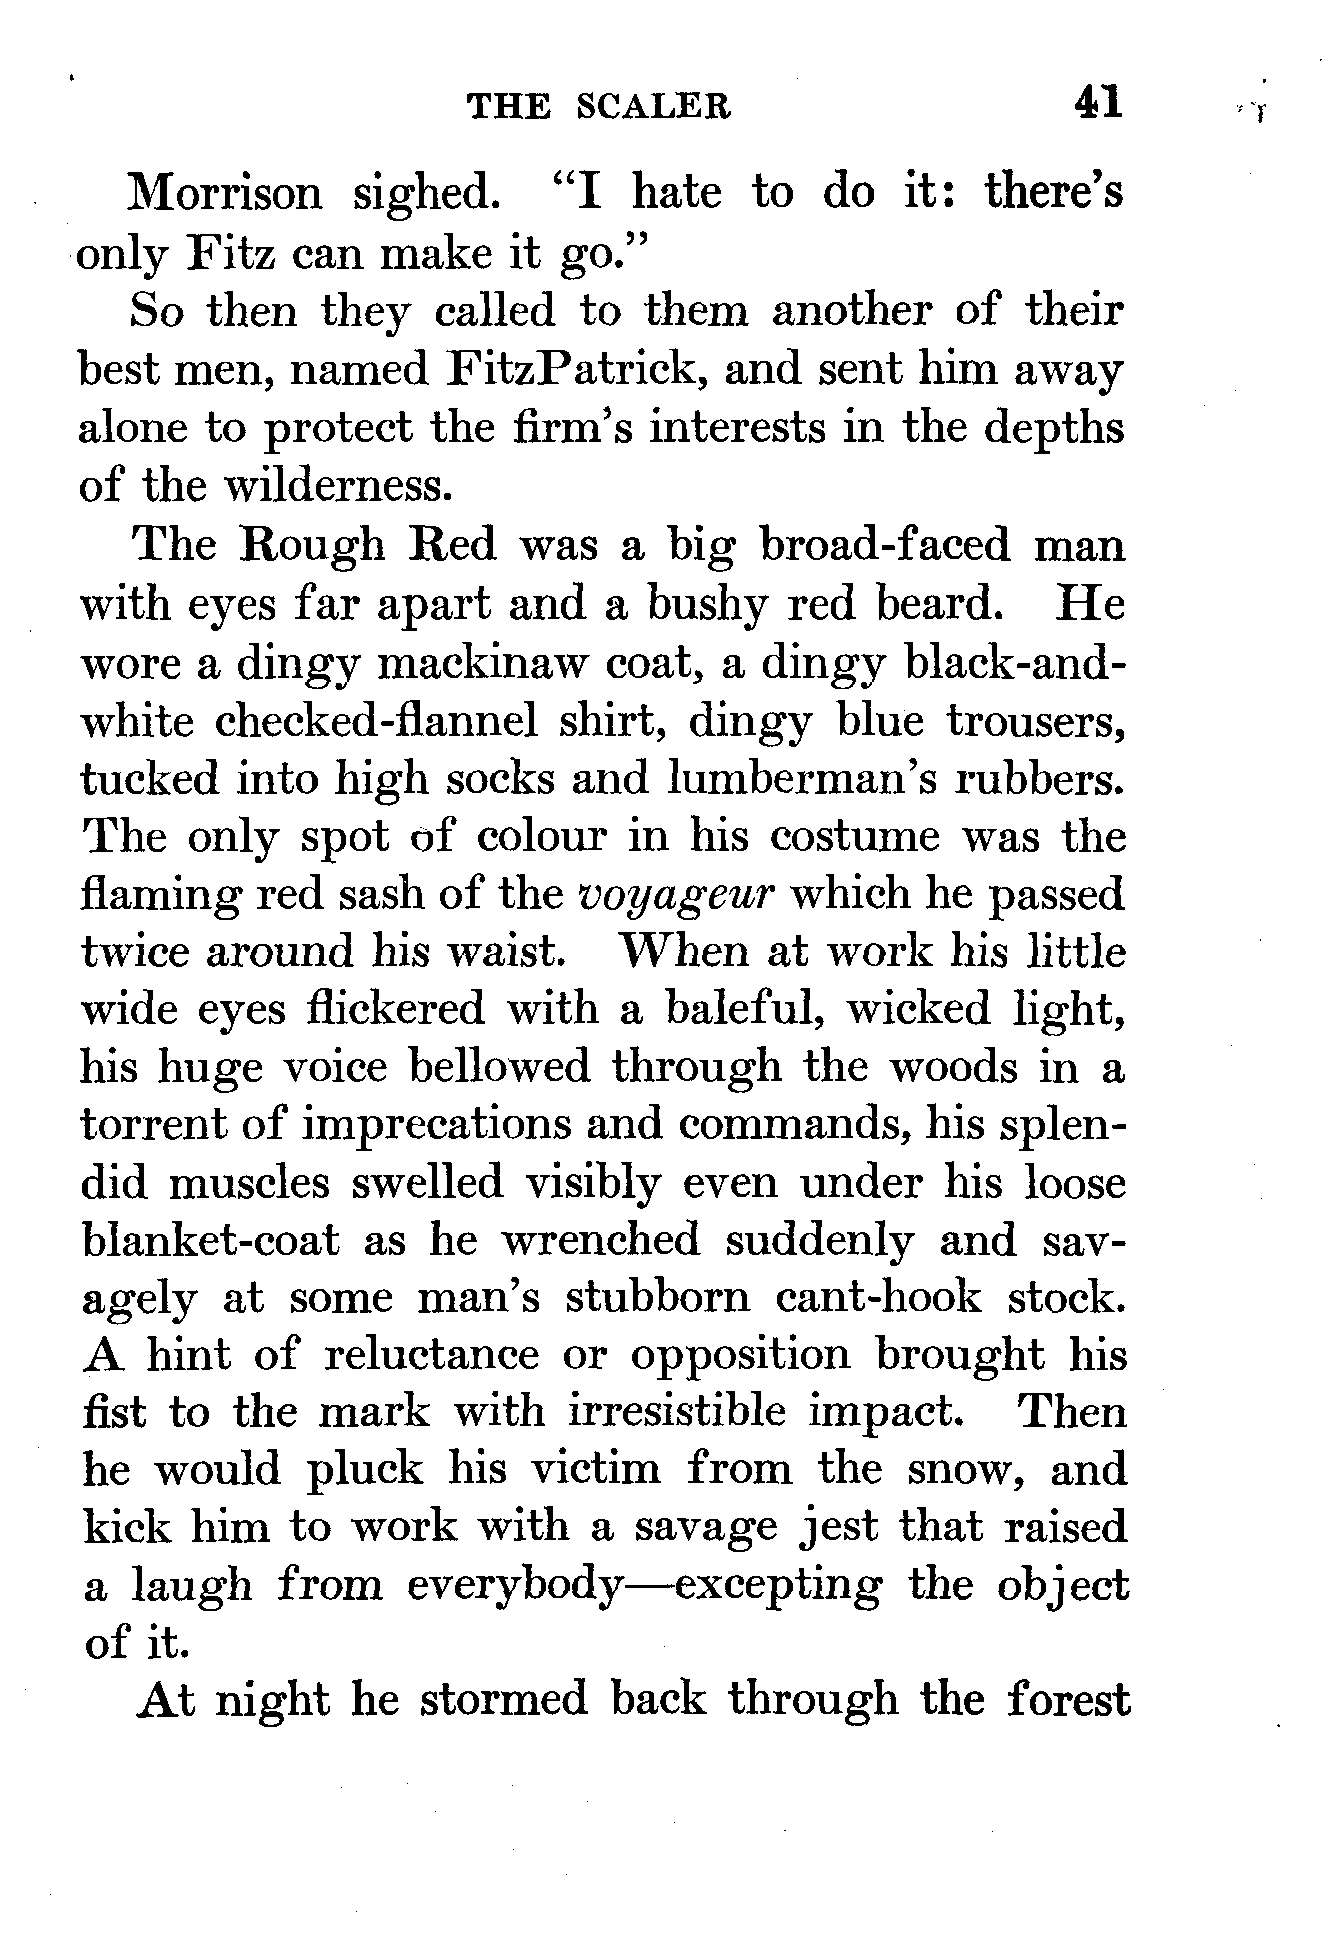 THE SCALER 41
Morrison sighed. “I hate to do it: there’s
only Fitz can make it go.”
So then they called to them another of their
best men, named FitzPatrick, and sent him away
alone to protect the firm’s interests in the depths
of the wilderness.
The Rough Red was a big broad-faced man
with eyes far apart and a bushy red beard. He
wore a dingy mackinaw coat, a dingy black-and-
white checked-flannel shirt, dingy blue trousers,
tucked into high socks and lumberman’s rubbers.
The only spot of colour in his costume was the
flaming red sash of the voyageur which he passed
twice around his waist. When at work his little
wide eyes flickered with a baleful, wicked light,
his huge voice bellowed through the woods in a
torrent of imprecations and commands, his splen-
did muscles swelled visibly even under his loose
blanket-coat as he wrenched suddenly and sav-
agely at some man’s stubborn cant-hook stock.
A hint of reluctance or opposition brought his
fist to the mark with irresistible impact. Then
he would pluck his victim from the snow, and
kick him to work with a savage jest that raised
a laugh from everybody—excepting the object
of it.
At night he stormed back through the forest